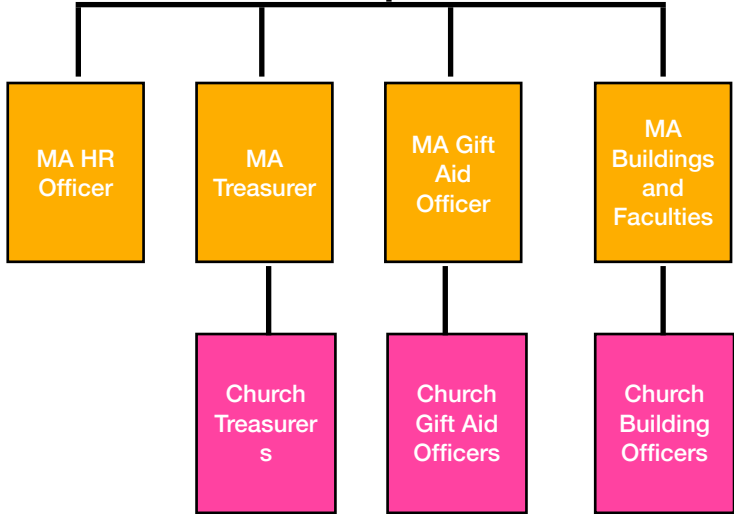 MA HR
Officer
MA
Treasurer
MA Gift
Aid
Officer
MA
Buildings
and
Faculties
Church
Treasurer
s
Church
Gift Aid
Officers
Church
Building
Officers